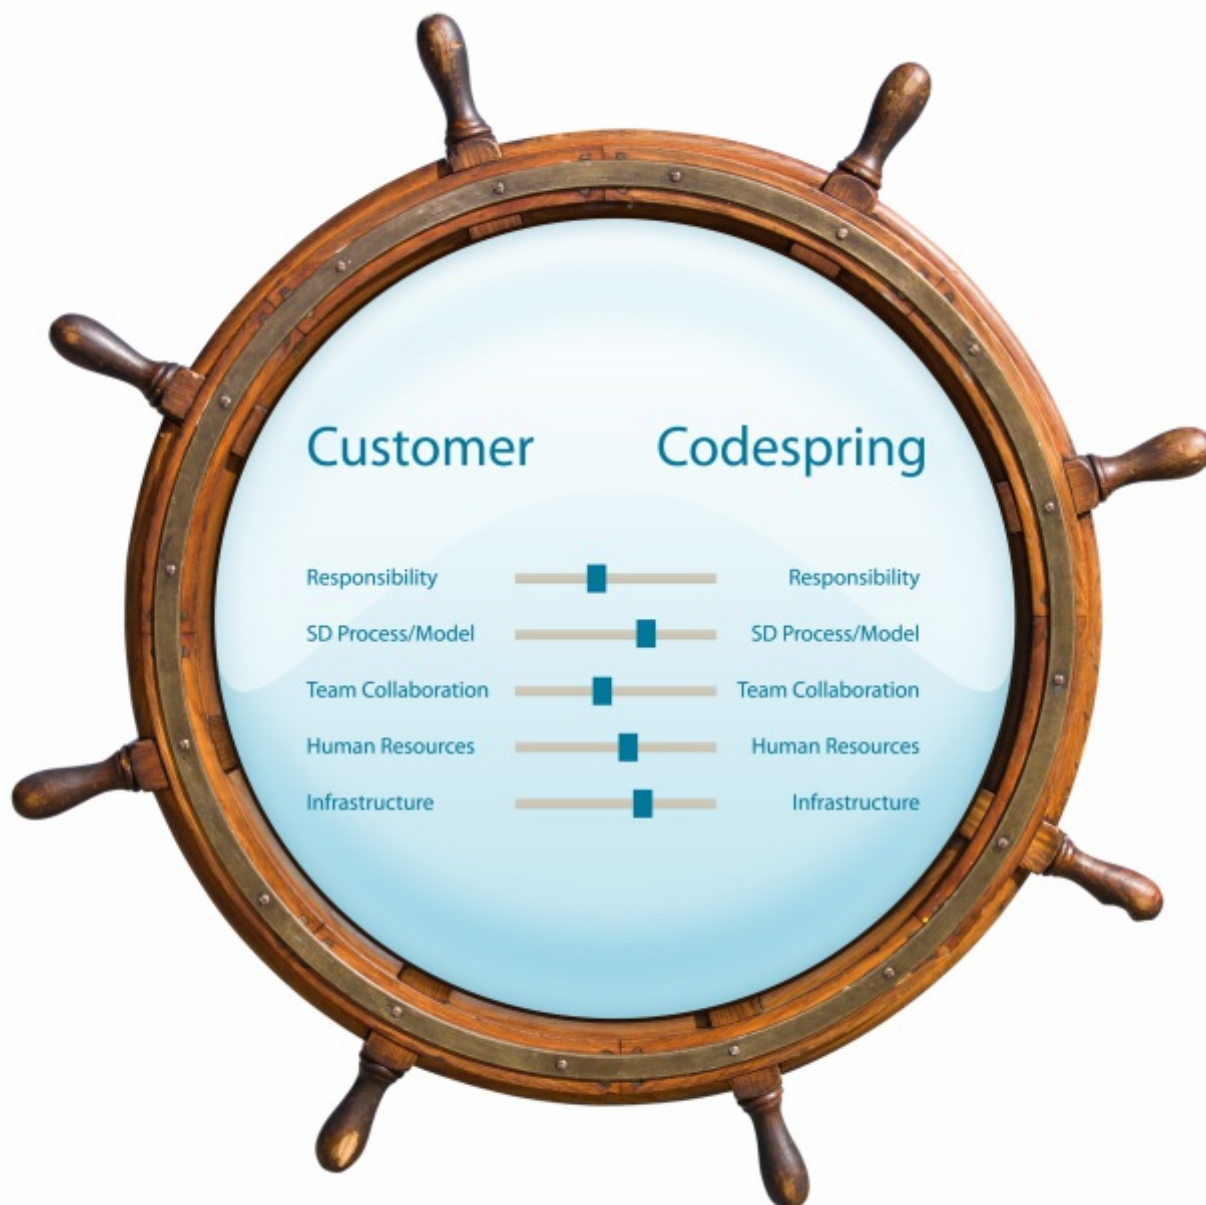 Customer Codespring
Responsibility Responsibility
SD Process/Model SD Process/Model
Team Collaboration Team Collaboration
Human Resources Human Resources
Infrastructure Infrastructure